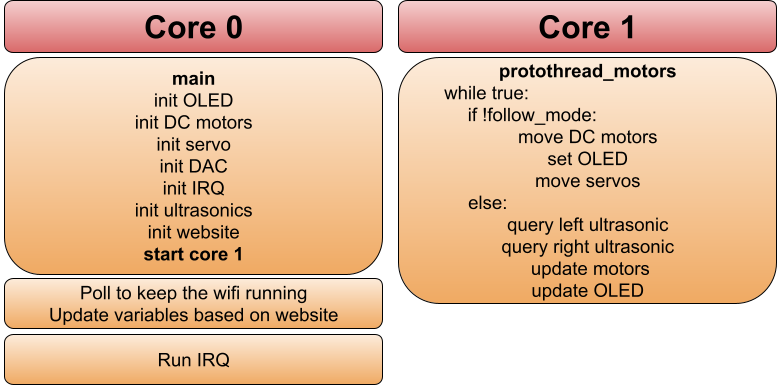 Core 0
main
init OLED
init DC motors
init servo
init DAC
init IRQ
init ultrasonics
init website
start core 1
Poll to keep the wifi running
Update variables based on website
Run IRQ
Core 1
protothread_motors
while true:
if !follow_mode:
move DC motors
set OLED
move servos
else:
query left ultrasonic
query right ultrasonic
update motors
update OLED